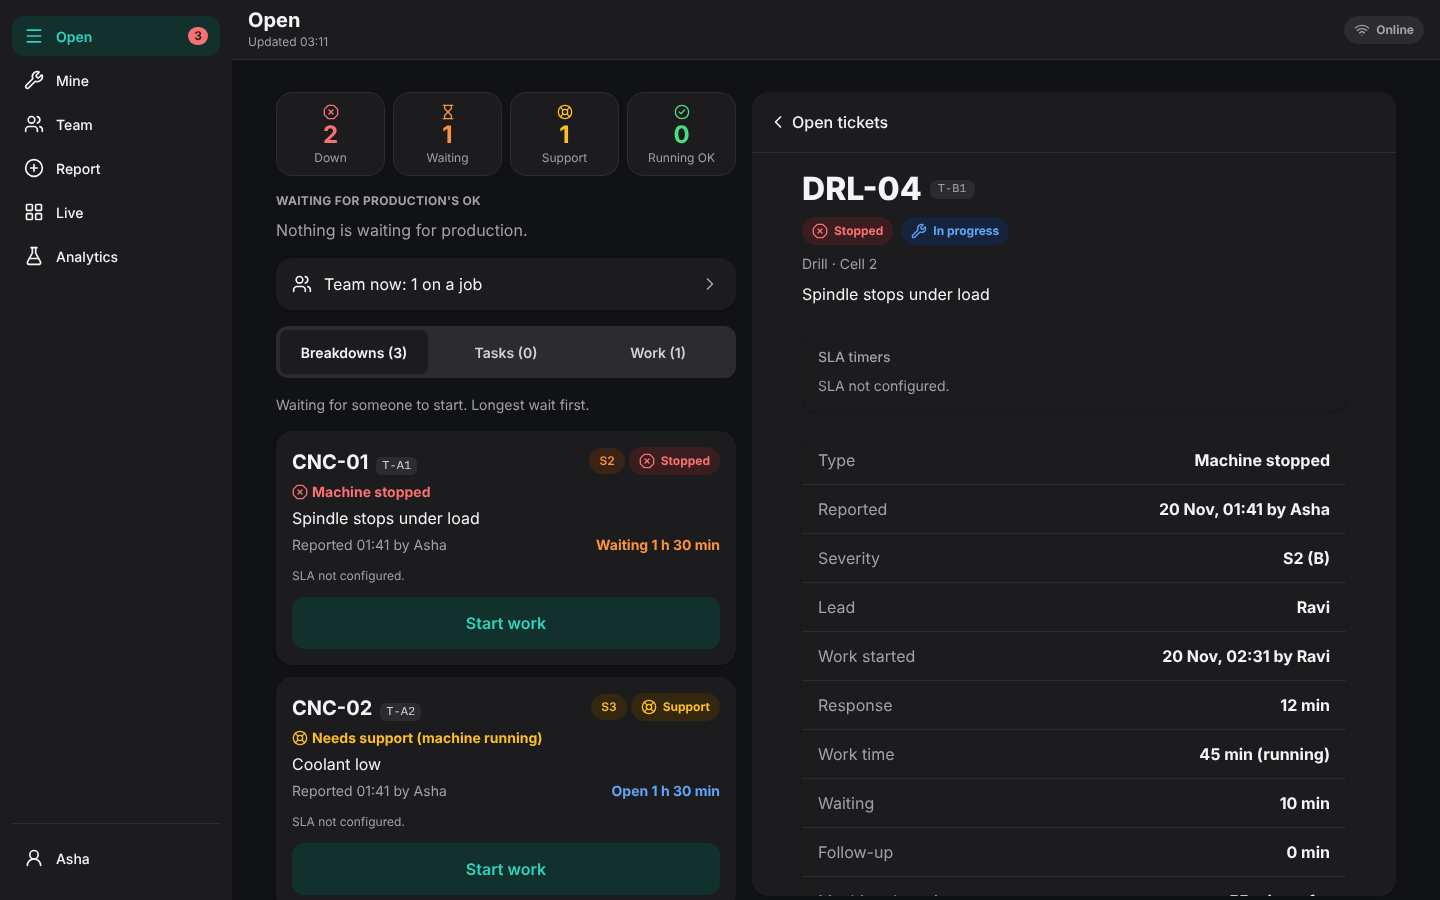 Open
3
Mine
Team
Report
Live
Analytics
Asha
Open
Updated 03:11
Online
2
Down
1
Waiting
1
Support
0
Running OK
WAITING FOR PRODUCTION'S OK
Nothing is waiting for production.
Team now: 1 on a job
Breakdowns (3)
Tasks (0)
Work (1)
Waiting for someone to start. Longest wait first.
CNC-01 T-A1 S2 Stopped
Machine stopped
Spindle stops under load
Reported 01:41 by Asha Waiting 1 h 30 min
SLA not configured.
Start work
CNC-02 T-A2 S3 Support
Needs support (machine running)
Coolant low
Reported 01:41 by Asha Open 1 h 30 min
SLA not configured.
Start work
Open tickets
DRL-04 T-B1
Stopped In progress
Drill · Cell 2
Spindle stops under load
SLA timers
SLA not configured.
Type Machine stopped
Reported 20 Nov, 01:41 by Asha
Severity S2 (B)
Lead Ravi
Work started 20 Nov, 02:31 by Ravi
Response 12 min
Work time 45 min (running)
Waiting 10 min
Follow-up 0 min